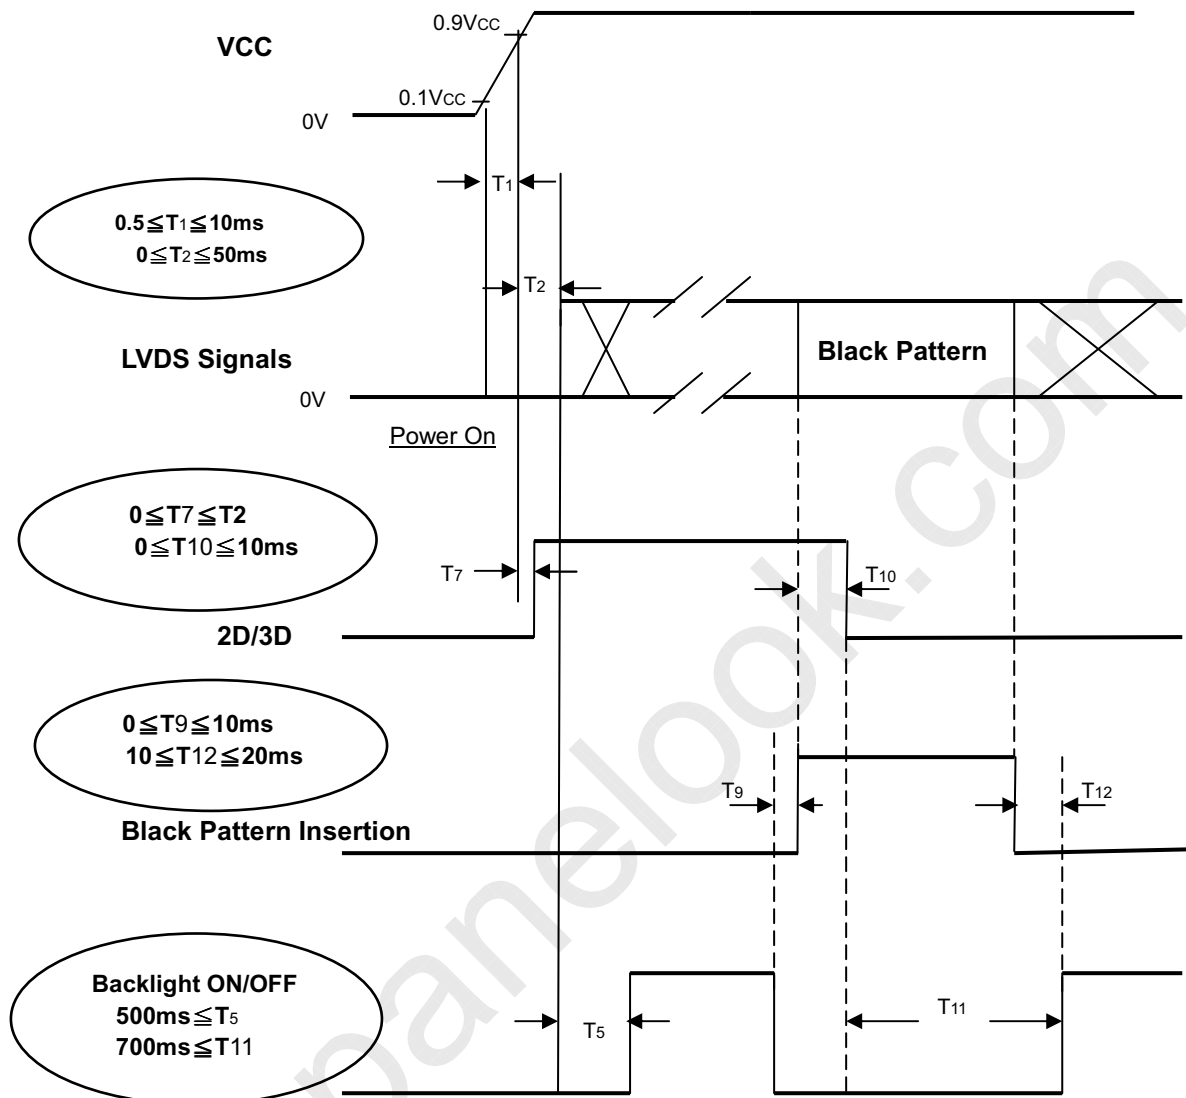 0.9VCC
VCC
0.1VCC
0V
T1
0.5≦T1≦10ms
0≦T2≦50ms
T2
LVDS Signals
Black Pattern
0V
Power On
0≦T7≦T2
0≦T10≦10ms
T7
T10
2D/3D
0≦T9≦10ms
10≦T12≦20ms
T9
T12
Black Pattern Insertion
Backlight ON/OFF
500ms≦T5
700ms≦T11
T5
T11
panelook.com